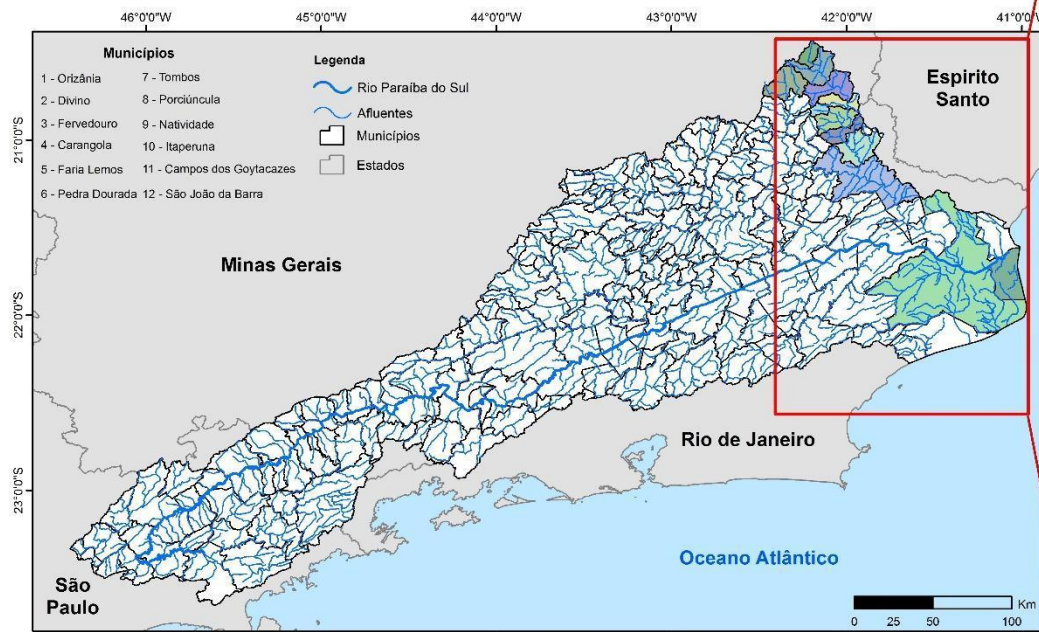 46°0'0"W 45°0'0"W 44°0'0"W 43°0'0"W 42°0'0"W 41°0'0"W
Municípios
1 - Orizânia
2 - Divino
3 - Fervedouro
4 - Carangola
5 - Faria Lemos
6 - Pedra Dourada
7 - Tombos
8 - Porciúncula
9 - Natividade
10 - Itaperuna
11 - Campos dos Goytacazes
12 - São João da Barra
Legenda
Rio Paraíba do Sul
Afluentes
Municípios
Estados
Espirito
Santo
21°0'0"S
Minas Gerais
22°0'0"S
Rio de Janeiro
23°0'0"S
Oceano Atlântico
São
Paulo
Km
0 25 50 100